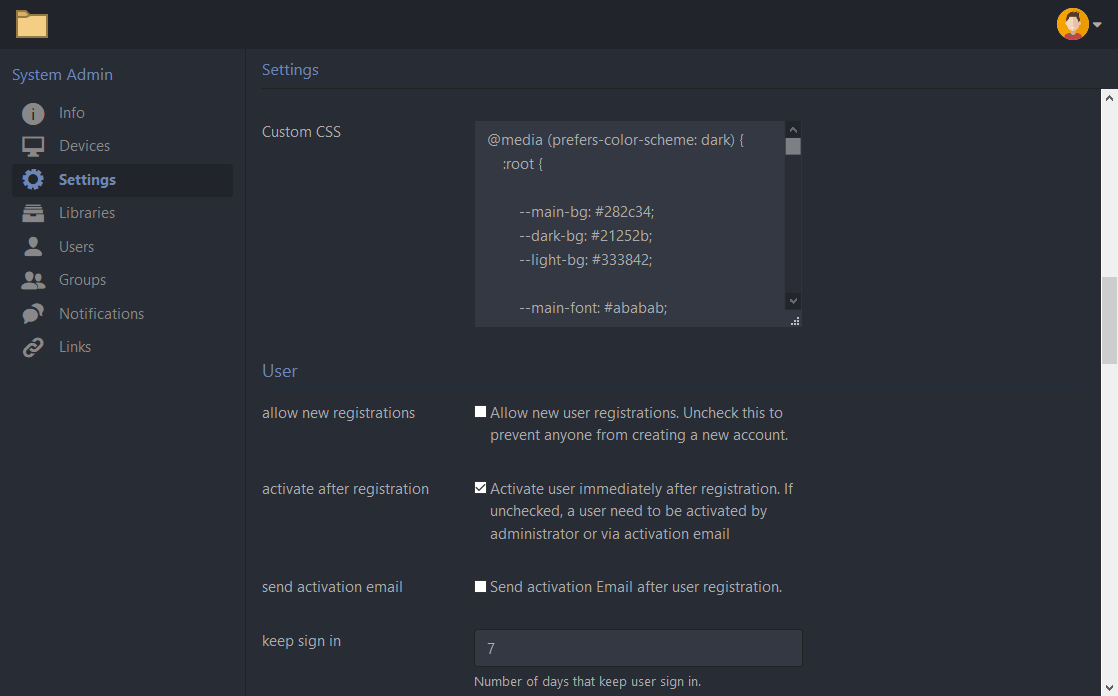 System Admin
Info
Devices
Settings
Libraries
Users
Groups
Notifications
Links
Settings
Custom CSS
@media (prefers-color-scheme: dark) {
:root {
--main-bg: #282c34;
--dark-bg: #21252b;
--light-bg: #333842;
--main-font: #ababab;
User
allow new registrations
Allow new user registrations. Uncheck this to
prevent anyone from creating a new account.
activate after registration
Activate user immediately after registration. If
unchecked, a user need to be activated by
administrator or via activation email
send activation email
Send activation Email after user registration.
keep sign in
7
Number of days that keep user sign in.